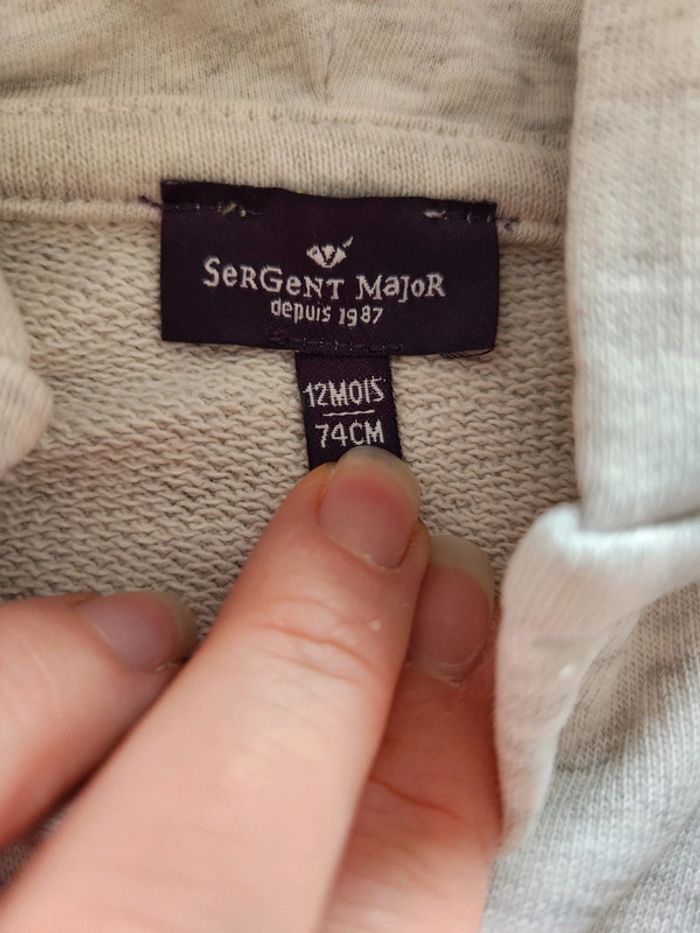 SeRGeNT MaJoR
depuis 1987
12MOIS
74CM